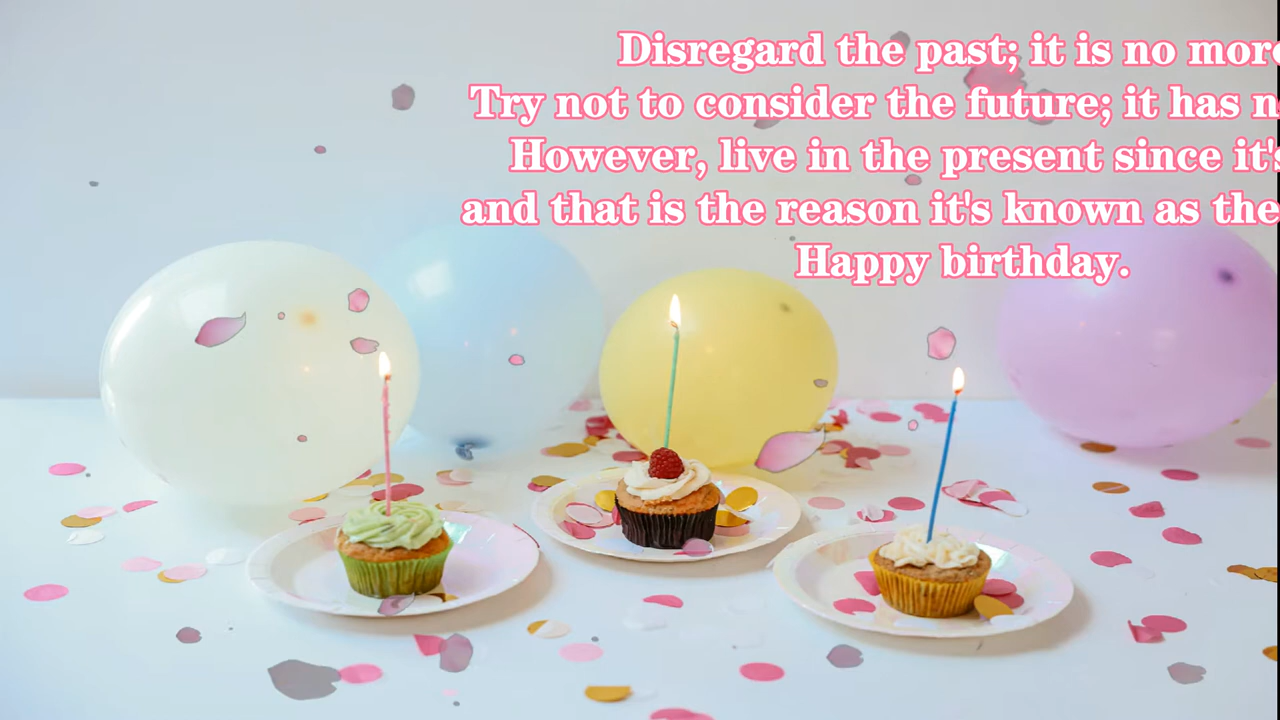 Disregard the past; it is no more
Try not to consider the future; it has
However, live in the present since it's
and that is the reason it's known as the
Happy birthday.